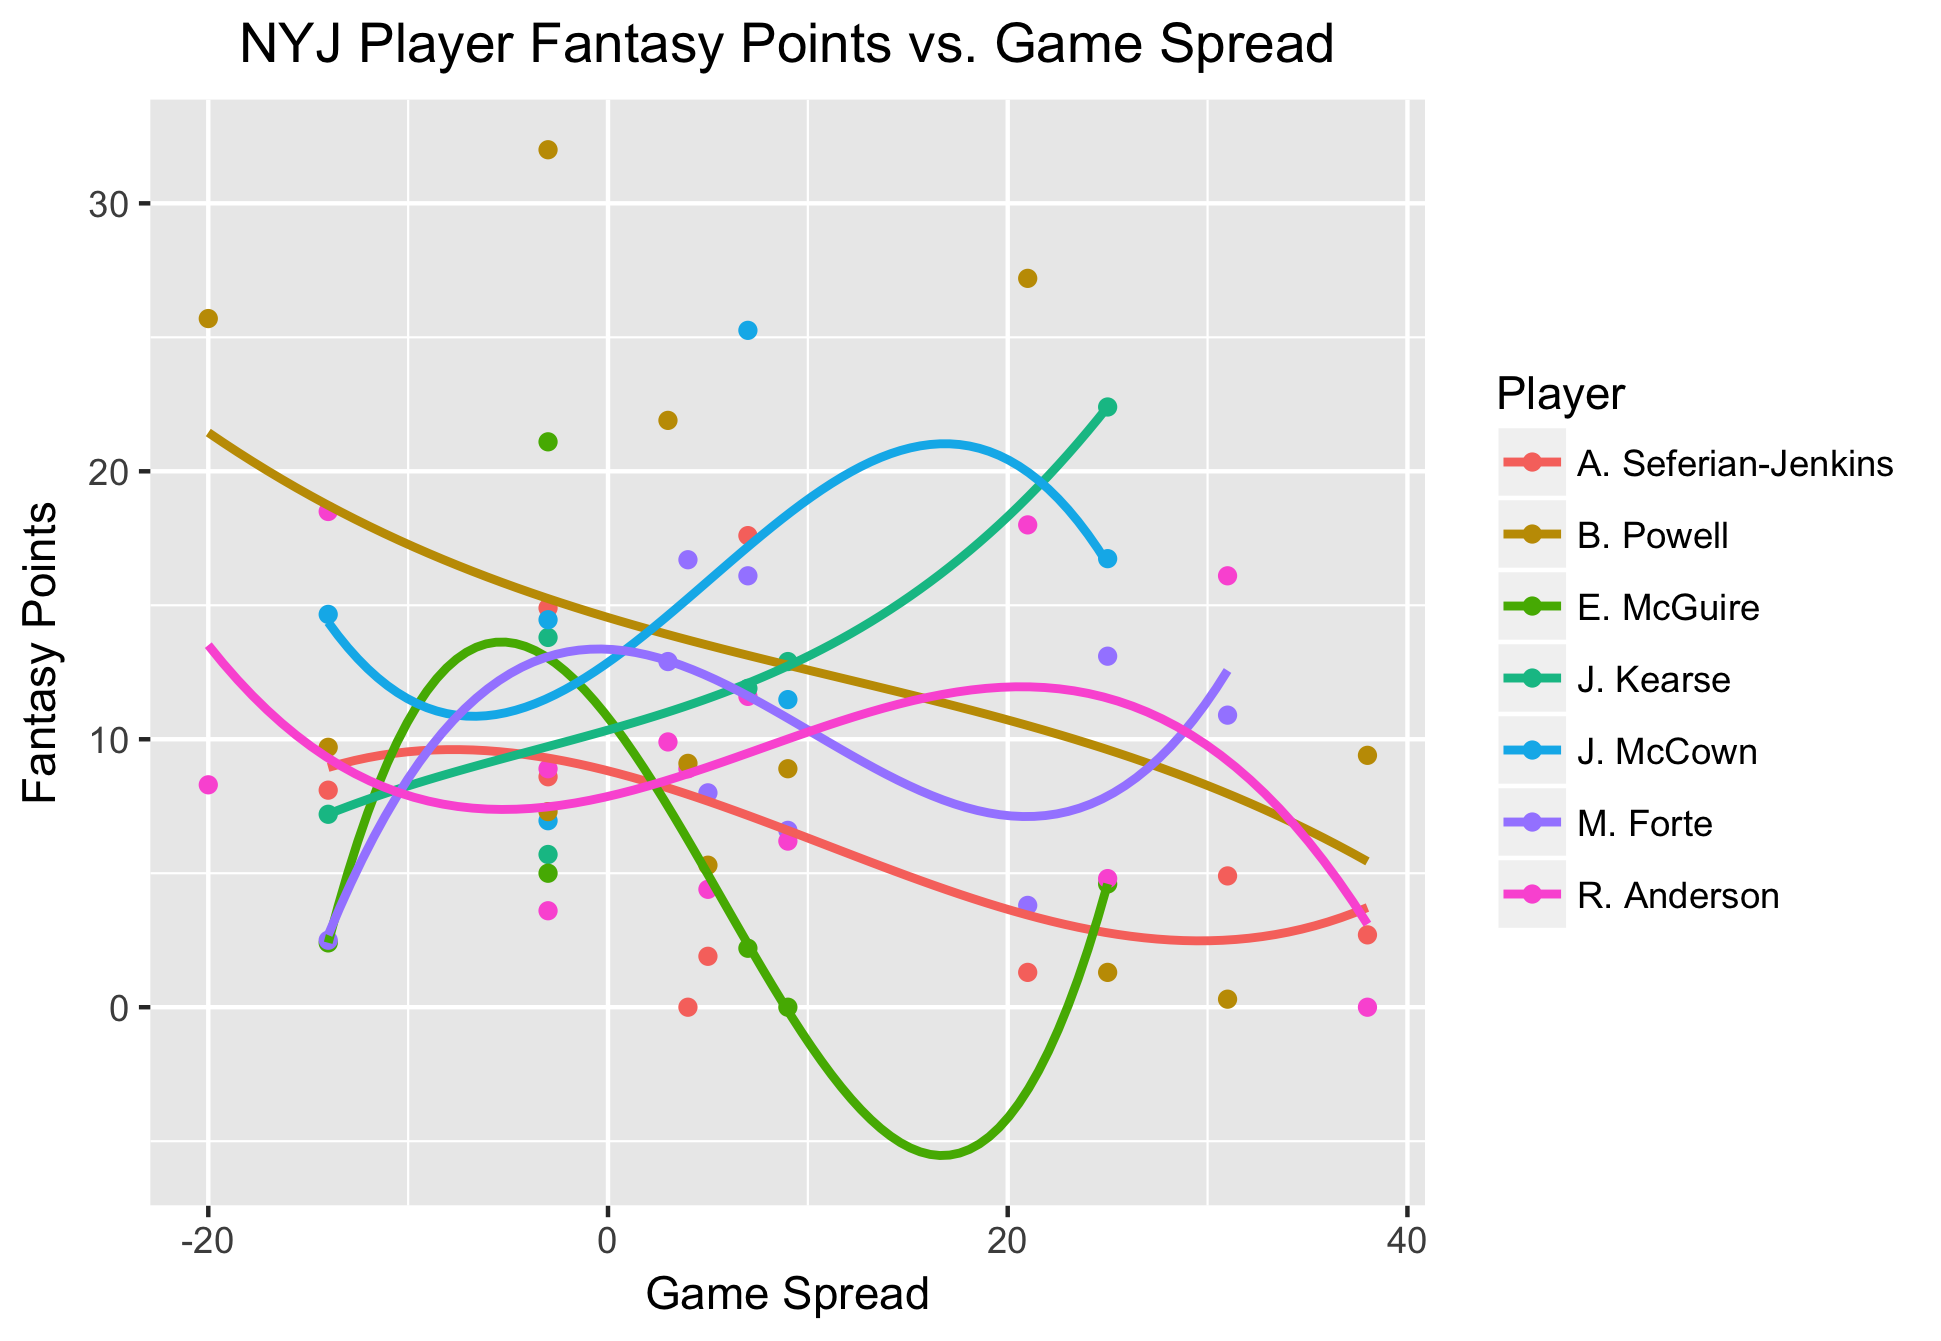 NYJ Player Fantasy Points vs. Game Spread
30
20
10
0
Fantasy Points
-20 0 20 40
Game Spread
Player
A. Seferian-Jenkins
B. Powell
E. McGuire
J. Kearse
J. McCown
M. Forte
R. Anderson